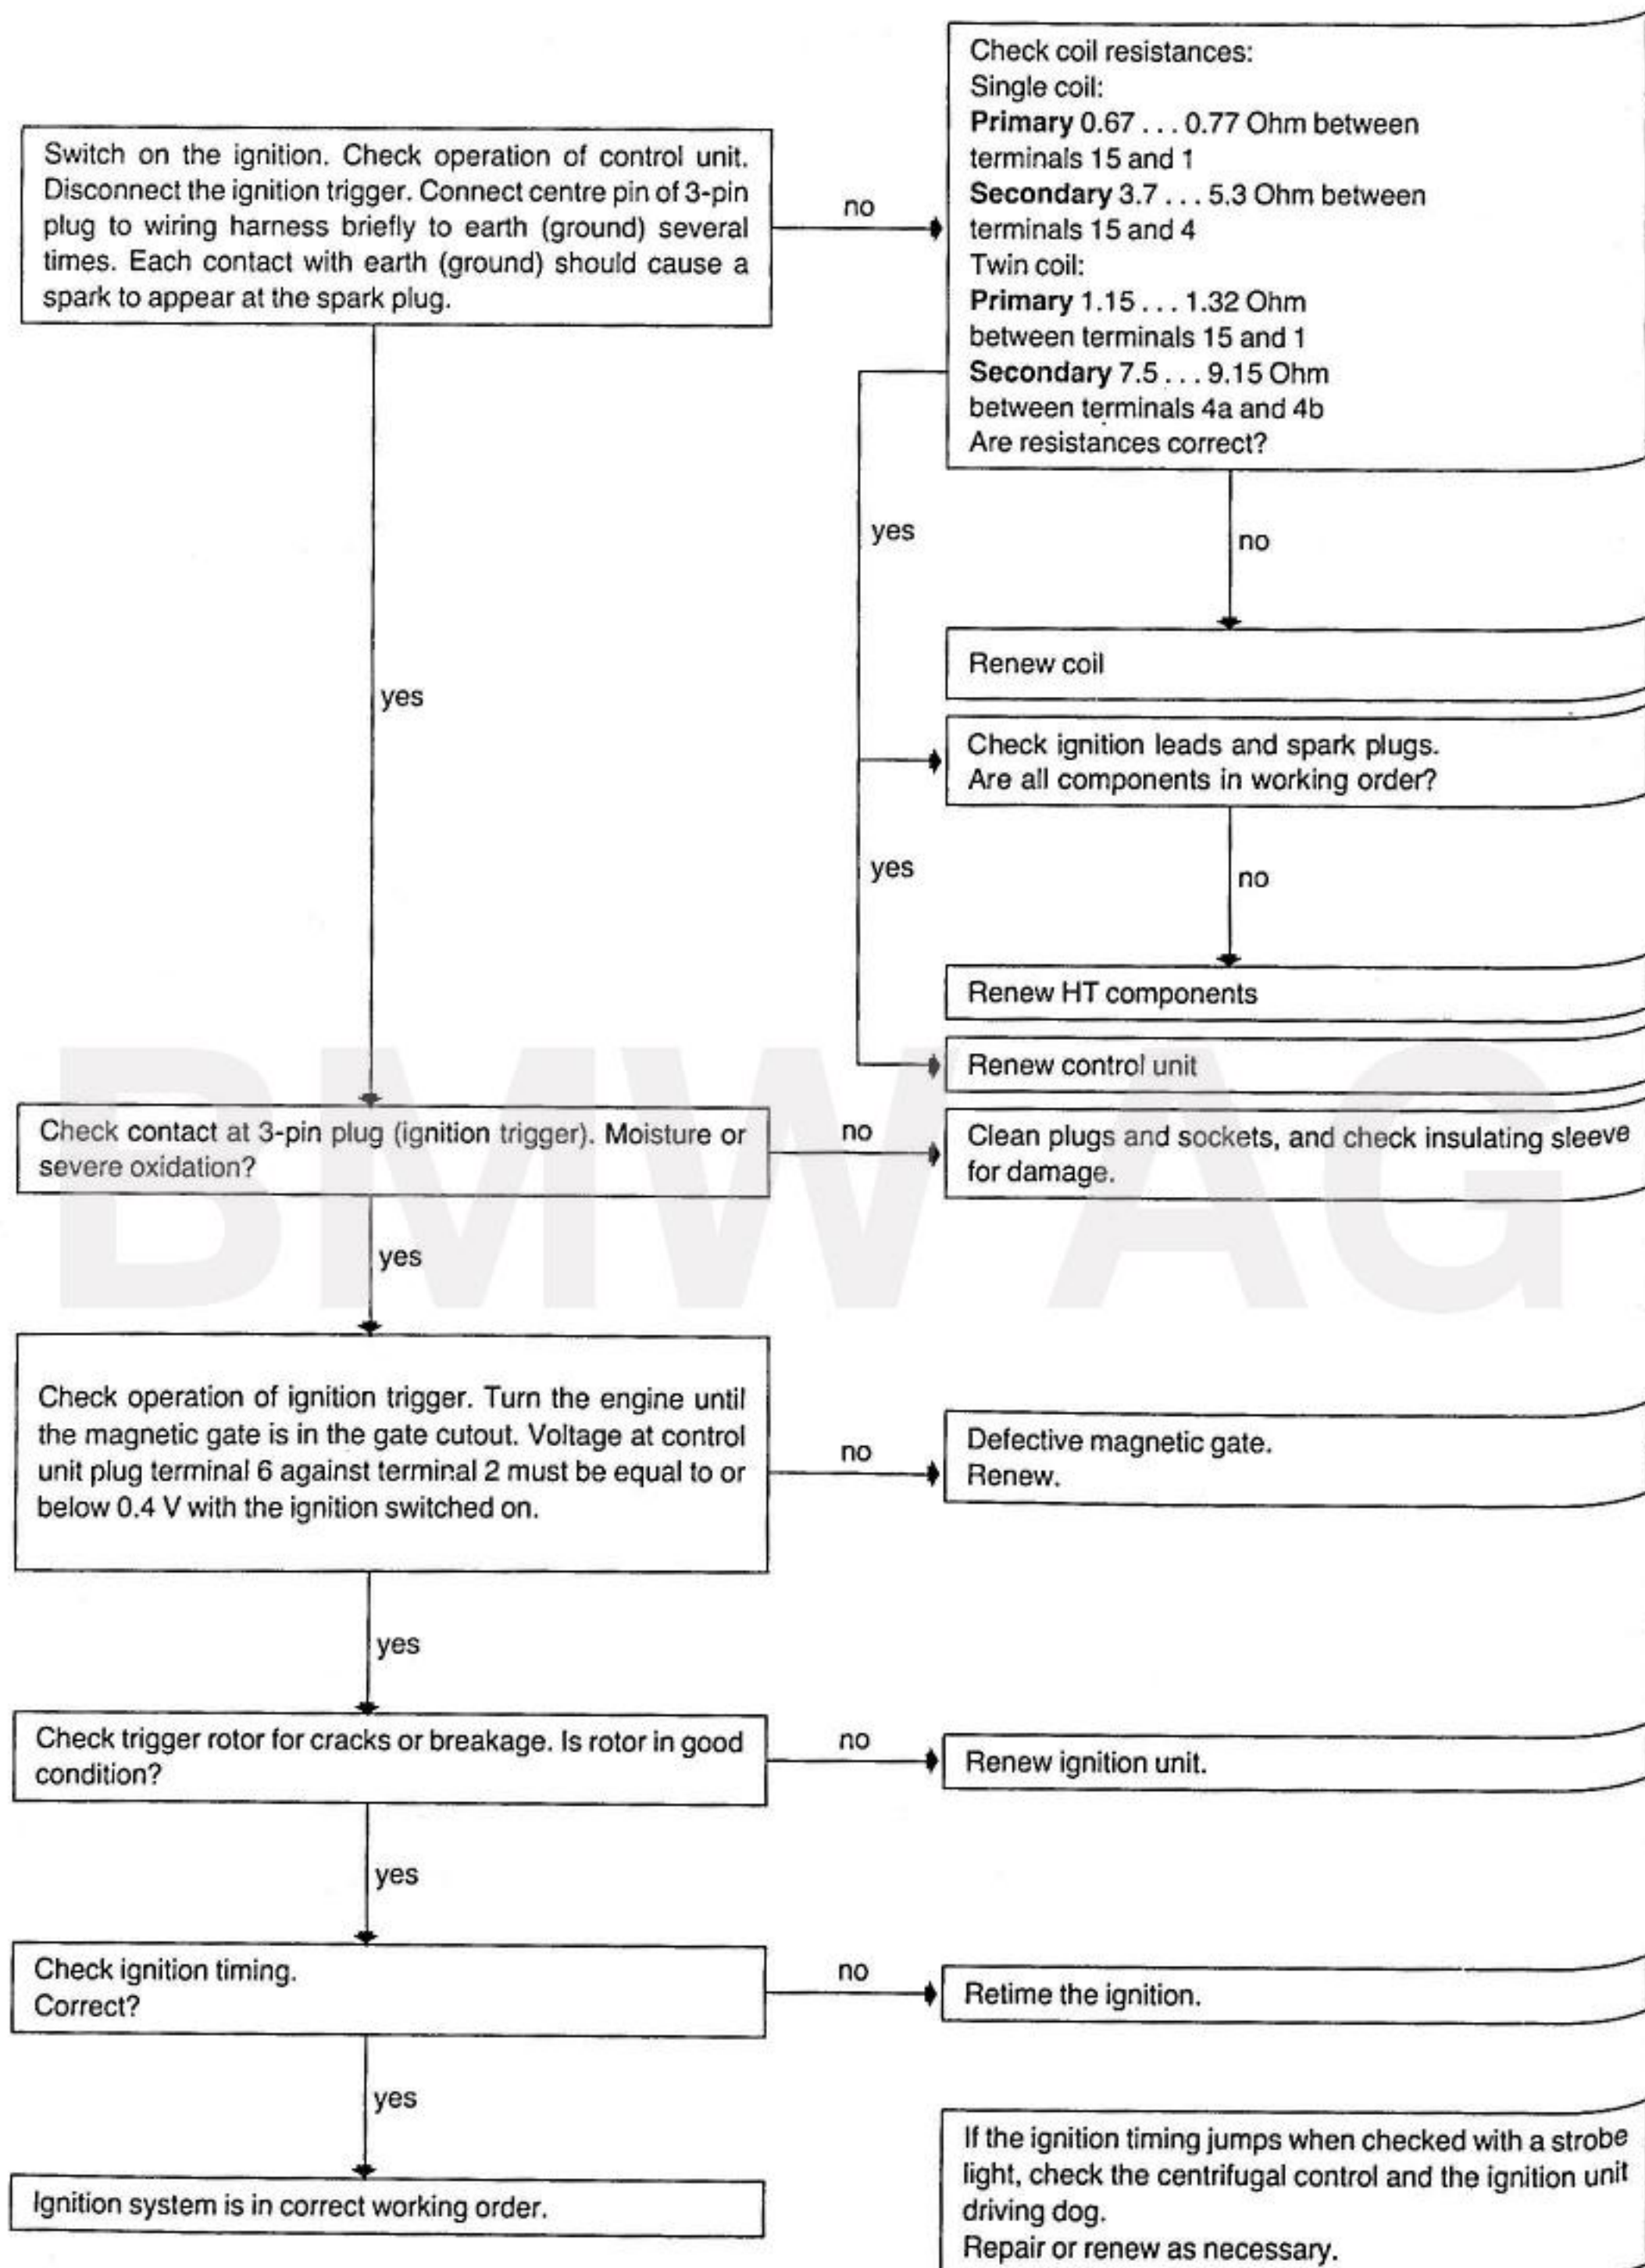 Switch on the ignition. Check operation of control unit.
Disconnect the ignition trigger. Connect centre pin of 3-pin
plug to wiring harness briefly to earth (ground) several
times. Each contact with earth (ground) should cause a
spark to appear at the spark plug.
no
Check coil resistances:
Single coil:
Primary 0.67 . . . 0.77 Ohm between
terminals 15 and 1
Secondary 3.7 . . . 5.3 Ohm between
terminals 15 and 4
Twin coil:
Primary 1.15 . . . 1.32 Ohm
between terminals 15 and 1
Secondary 7.5 . . . 9.15 Ohm
between terminals 4a and 4b
Are resistances correct?
yes
no
Renew coil
yes
Check ignition leads and spark plugs.
Are all components in working order?
yes
no
Renew HT components
Renew control unit
BMW AG
Check contact at 3-pin plug (ignition trigger). Moisture or
severe oxidation?
no
Clean plugs and sockets, and check insulating sleeve
for damage.
yes
Check operation of ignition trigger. Turn the engine until
the magnetic gate is in the gate cutout. Voltage at control
unit plug terminal 6 against terminal 2 must be equal to or
below 0.4 V with the ignition switched on.
no
Defective magnetic gate.
Renew.
yes
Check trigger rotor for cracks or breakage. Is rotor in good
condition?
no
Renew ignition unit.
yes
Check ignition timing.
Correct?
no
Retime the ignition.
yes
Ignition system is in correct working order.
If the ignition timing jumps when checked with a strobe
light, check the centrifugal control and the ignition unit
driving dog.
Repair or renew as necessary.